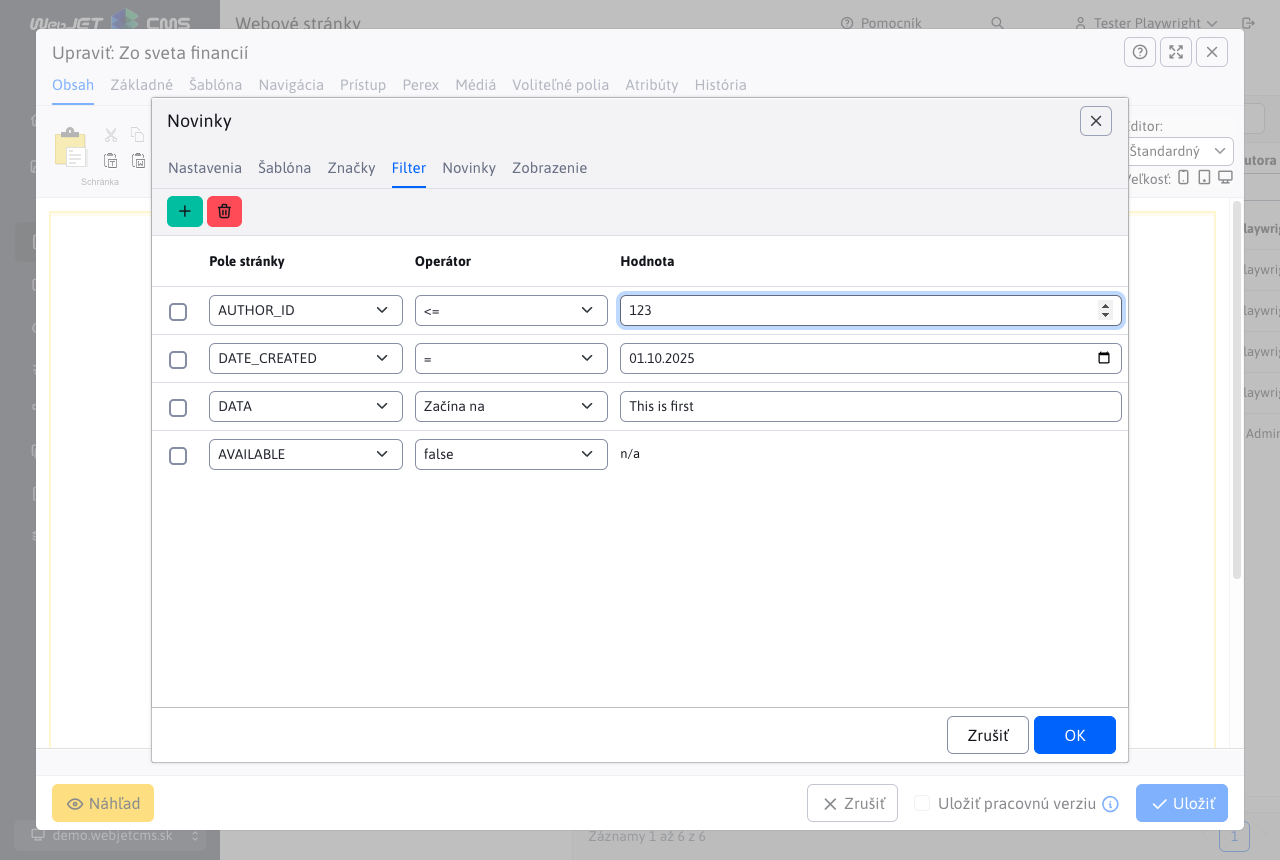 WebJET CMS
Webové stránky
Pomocník
Tester Playwright
Upraviť: Zo sveta financií
Obsah Základné Šablóna Navigácia Prístup Perex Médiá Voliteľné polia Atribúty História
Schránka
Editor:
Štandardný
Veľkosť:
Novinky
Nastavenia Šablóna Značky Filter Novinky Zobrazenie
Pole stránky Operátor Hodnota
AUTHOR_ID <= 123
DATE_CREATED = 01.10.2025
DATA Začína na This is first
AVAILABLE false n/a
Zrušiť OK
Admin
Náhľad Zrušiť Uložiť pracovnú verziu Uložiť
demo.webjetcms.sk
Záznamy 1 až 6 z 6
1